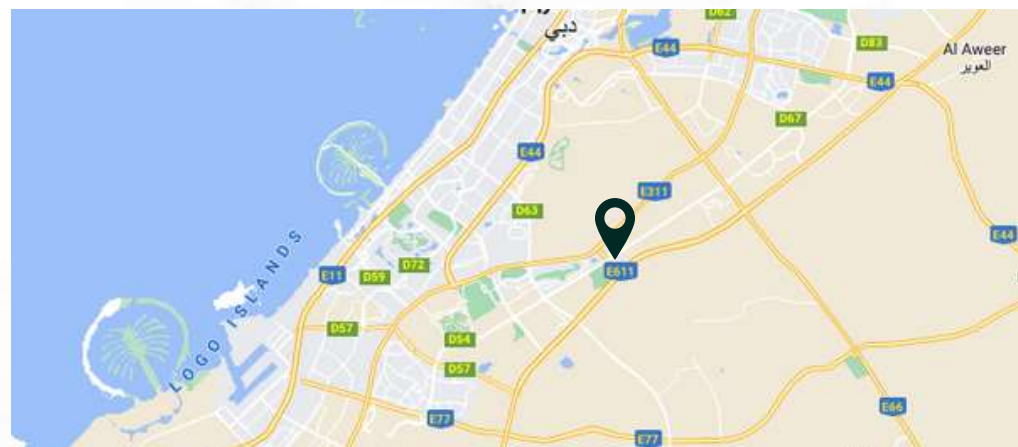 دبي
D62
E44
D83
Al Aweer
العوير
E44
D67
E44
E311
D63
E44
E611
D72
D59
E11
LOGO ISLANDS
D57
D54
D57
E66
E77
E77